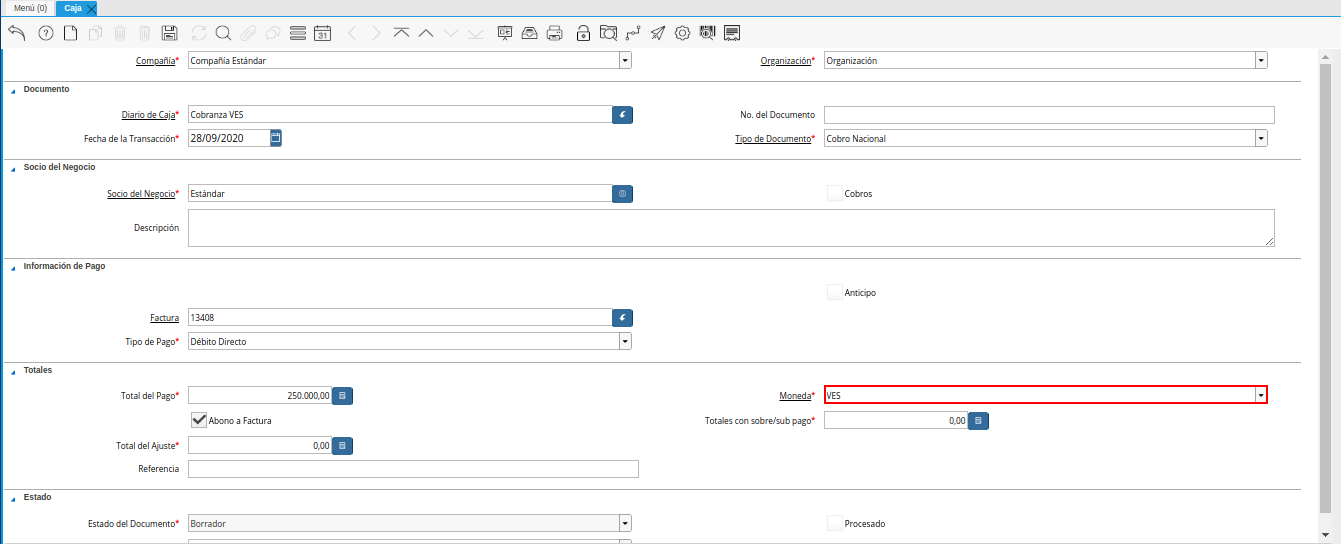 Menú (0) Caja
31
Compañía* Compañía Estándar Organización* Organización
Documento
Diario de Caja* Cobranza VES No. del Documento
Fecha de la Transacción* 28/09/2020 Tipo de Documento* Cobro Nacional
Socio del Negocio
Socio del Negocio* Estándar Cobros
Descripción
Información de Pago
Anticipo
Factura 13408
Tipo de Pago* Débito Directo
Totales
Total del Pago* 250.000,00 Moneda* VES
Abono a Factura Totales con sobre/sub pago* 0,00
Total del Ajuste* 0,00
Referencia
Estado
Estado del Documento* Borrador Procesado